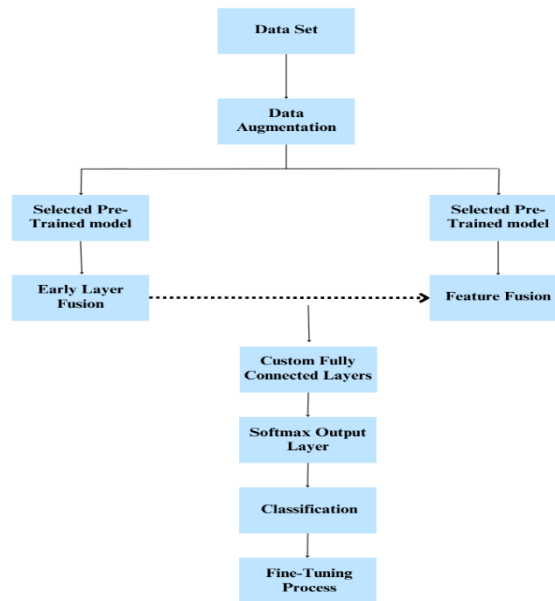 Data Set
Data
Augmentation
Selected Pre-
Trained model
Selected Pre-
Trained model
Early Layer
Fusion
Feature Fusion
Custom Fully
Connected Layers
Softmax Output
Layer
Classification
Fine-Tuning
Process